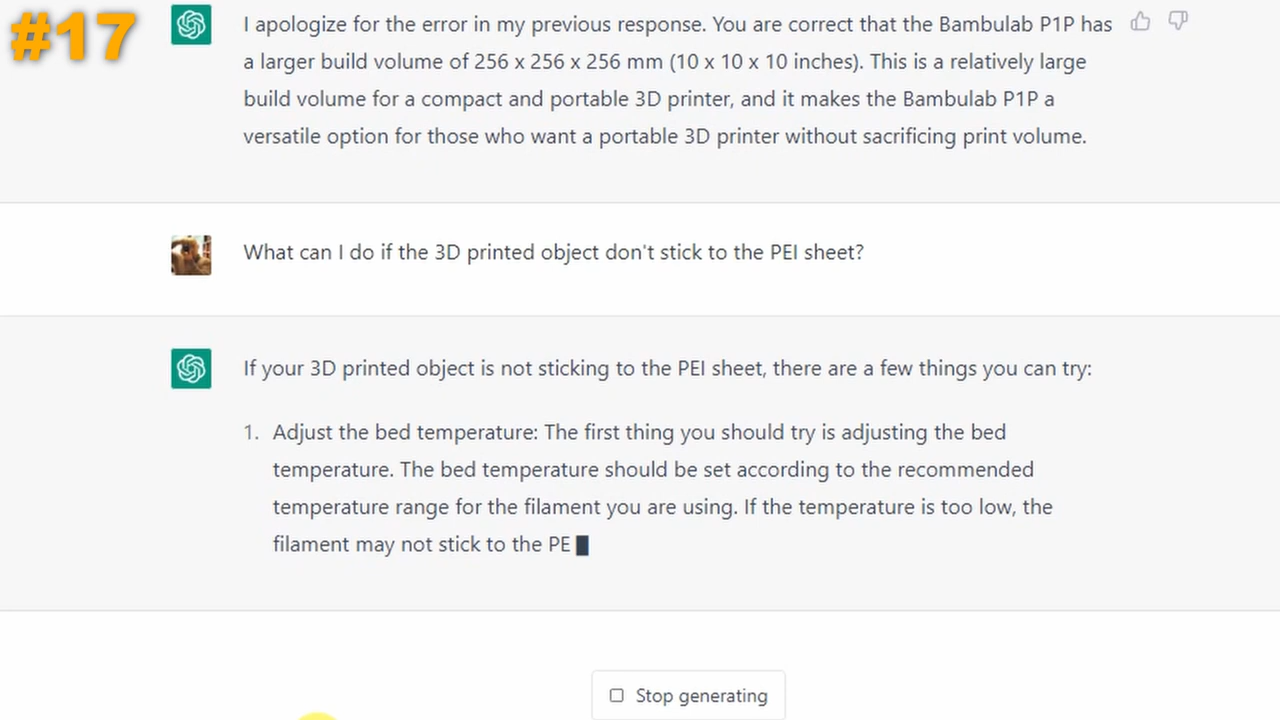 #17
I apologize for the error in my previous response. You are correct that the Bambulab P1P has
a larger build volume of 256 x 256 x 256 mm (10 x 10 x 10 inches). This is a relatively large
build volume for a compact and portable 3D printer, and it makes the Bambulab P1P a
versatile option for those who want a portable 3D printer without sacrificing print volume.
What can I do if the 3D printed object don't stick to the PEI sheet?
If your 3D printed object is not sticking to the PEI sheet, there are a few things you can try:
1. Adjust the bed temperature: The first thing you should try is adjusting the bed
temperature. The bed temperature should be set according to the recommended
temperature range for the filament you are using. If the temperature is too low, the
filament may not stick to the PE
Stop generating